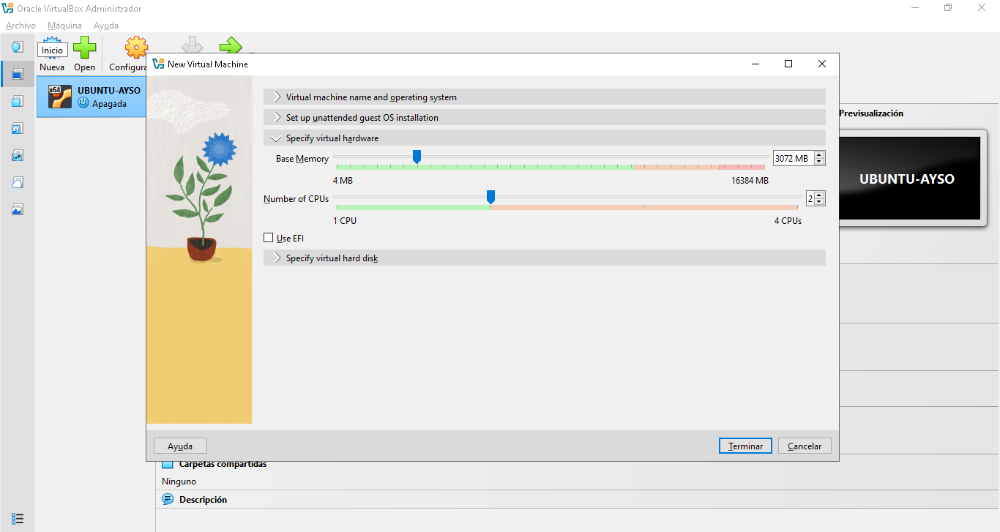 Oracle VirtualBox Administrador
Archivo Máquina Ayuda
Inicio
Nueva Open Configura
x64
UBUNTU-AYSO
Apagada
New Virtual Machine
Virtual machine name and operating system
Set up unattended guest OS installation
Specify virtual hardware
Base Memory 3072 MB
4 MB 16384 MB
Number of CPUs 2
1 CPU 4 CPUs
Use EFI
Specify virtual hard disk
Ayuda Terminar Cancelar
Previsualización
UBUNTU-AYSO
Carpetas compartidas
Ninguno
Descripción